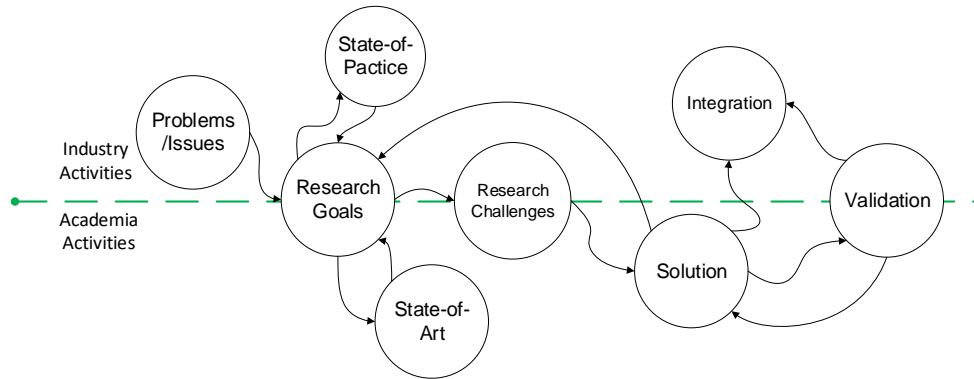 State-of-
Pactice
Problems
/Issues
Integration
Industry
Activities
Research
Goals
Research
Challenges
Validation
Academia
Activities
Solution
State-of-
Art